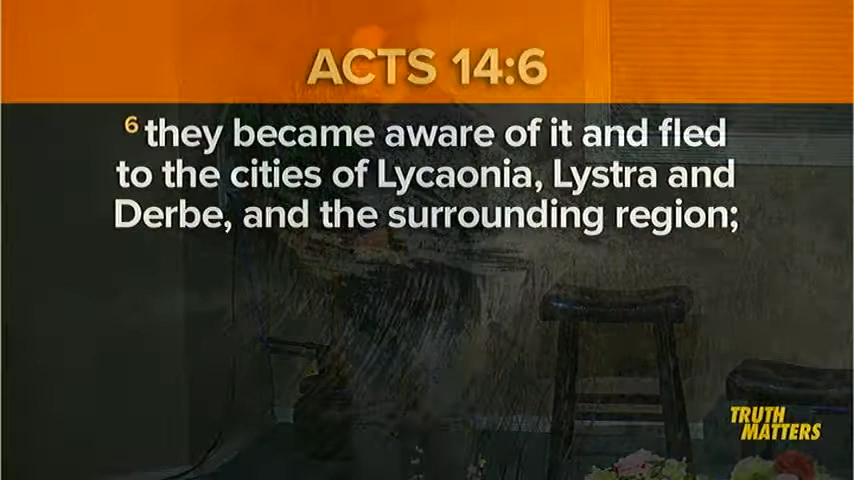 ACTS 14:6
6 they became aware of it and fled
to the cities of Lycaonia, Lystra and
Derbe, and the surrounding region;
TRUTH
MATTERS